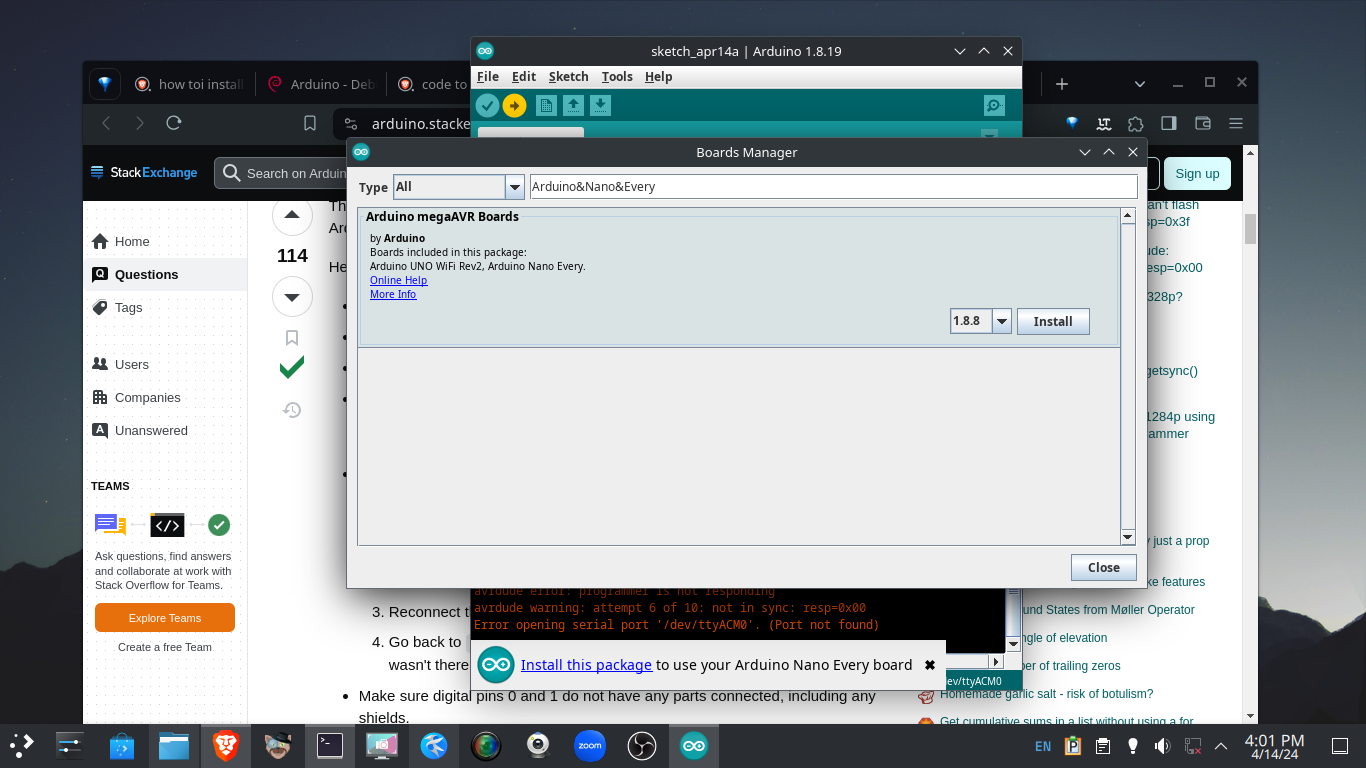 sketch_apr14a | Arduino 1.8.19
File Edit Sketch Tools Help
how toi install
Arduino - Deb
code to
arduino.stacke
LT
Boards Manager
StackExchange
Search on Arduin
Sign up
Type All Arduino&Nano&Every
Arduino megaAVR Boards
by Arduino
Boards included in this package:
Arduino UNO WiFi Rev2, Arduino Nano Every.
Online Help
More Info
1.8.8 Install
Close
Home
Questions
Tags
Users
Companies
Unanswered
TEAMS
Ask questions, find answers
and collaborate at work with
Stack Overflow for Teams.
Explore Teams
Create a free Team
114
Th
Ard
He
3. Reconnect t
4. Go back to
wasn't there
Make sure digital pins 0 and 1 do not have any parts connected, including any
shields.
an't flash
sp=0x3f
ude:
esp=0x00
328p?
getsync()
1284p using
ammer
y just a prop
ke features
und States from Møller Operator
ngle of elevation
ber of trailing zeros
Homemade garlic salt - risk of botulism?
Get cumulative sums in a list without using a for
avrdude error: programmer is not responding
avrdude warning: attempt 6 of 10: not in sync: resp=0x00
Error opening serial port '/dev/ttyACM0'. (Port not found)
Install this package to use your Arduino Nano Every board
ev/ttyACM0
zoom
EN
4:01 PM
4/14/24